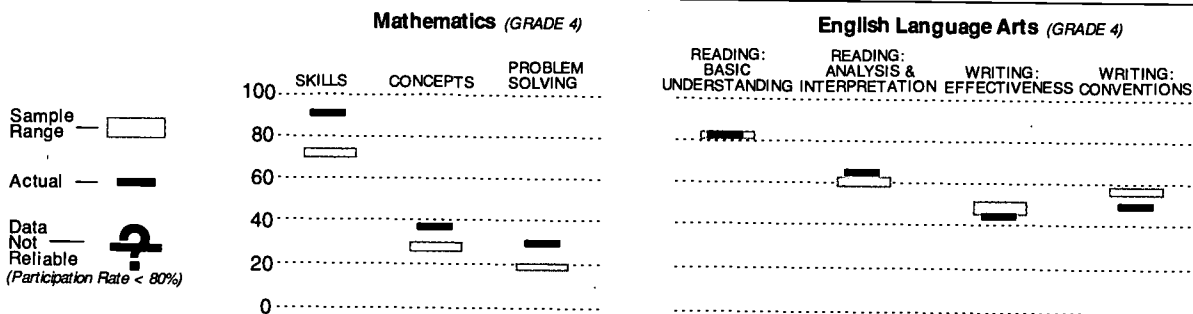 Mathematics (GRADE 4)
SKILLS
CONCEPTS
PROBLEM
SOLVING
100
80
60
40
20
0
Sample
Range
Actual
Data
Not
Reliable
?
(Participation Rate < 80%)
English Language Arts (GRADE 4)
READING:
BASIC
UNDERSTANDING
READING:
ANALYSIS &
INTERPRETATION
WRITING:
EFFECTIVENESS
WRITING:
CONVENTIONS